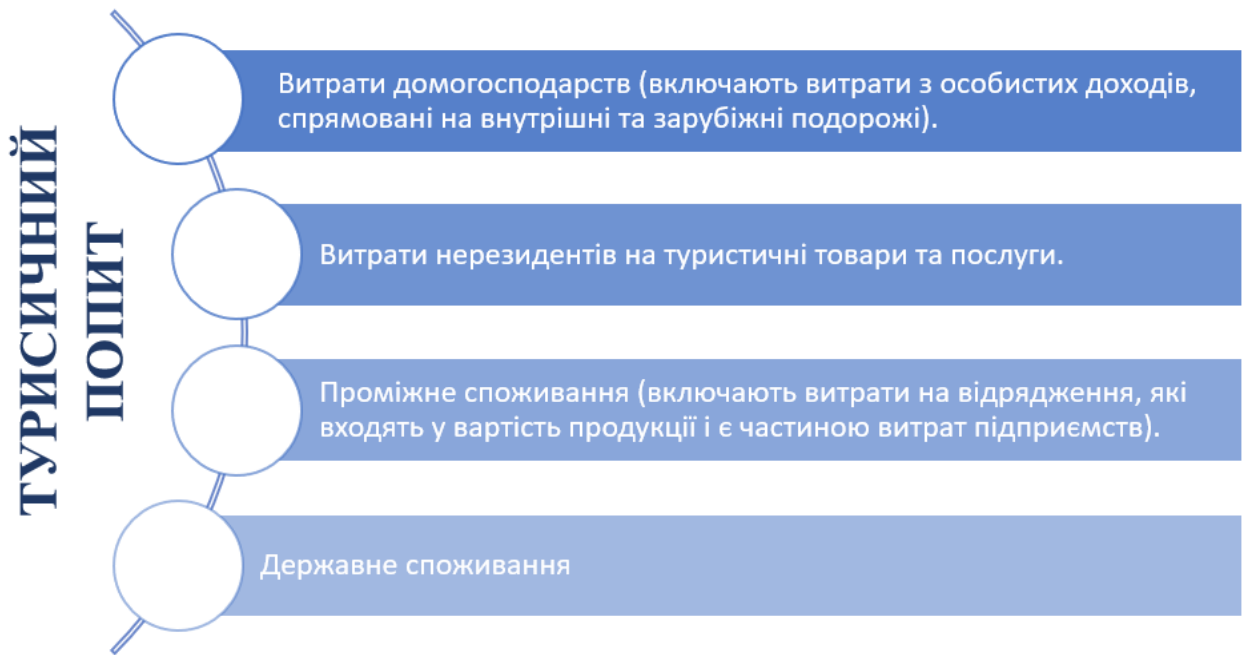 ТУРИСИЧНИЙ
ПОПИТ
Витрати домогосподарств (включають витрати з особистих доходів,
спрямовані на внутрішні та зарубіжні подорожі).
Витрати нерезидентів на туристичні товари та послуги.
Проміжне споживання (включають витрати на відрядження, які
входять у вартість продукції і є частиною витрат підприємств).
Державне споживання